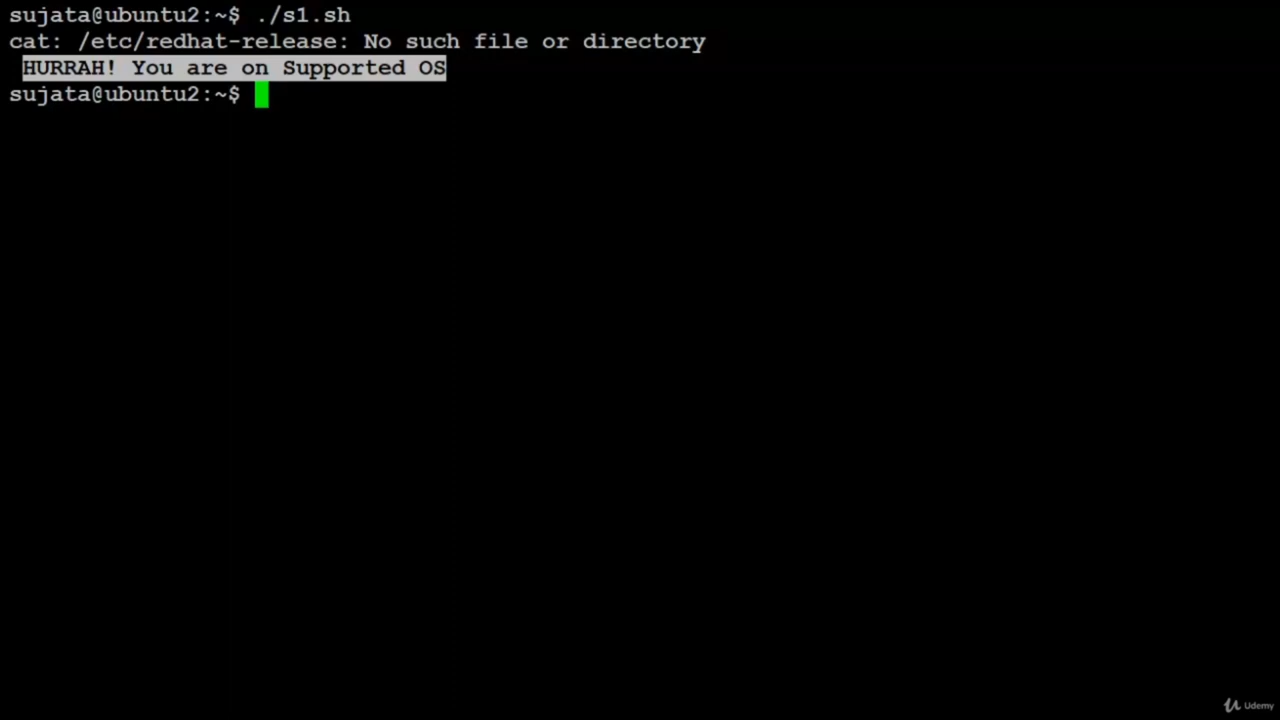 sujata@ubuntu2:~$ ./s1.sh
cat: /etc/redhat-release: No such file or directory
HURRAH! You are on Supported OS
sujata@ubuntu2:~$
Udemy